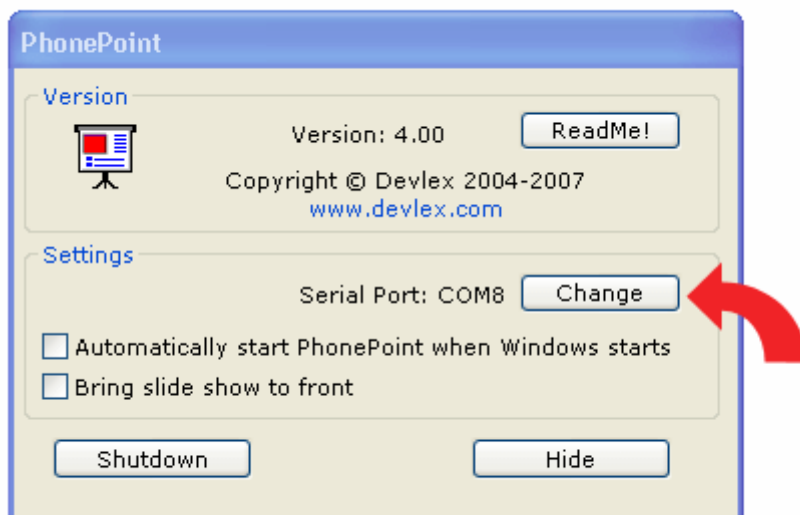 PhonePoint
Version
Version: 4.00
ReadMe!
Copyright © Devlex 2004-2007
www.devlex.com
Settings
Serial Port: COM8
Change
Automatically start PhonePoint when Windows starts
Bring slide show to front
Shutdown
Hide